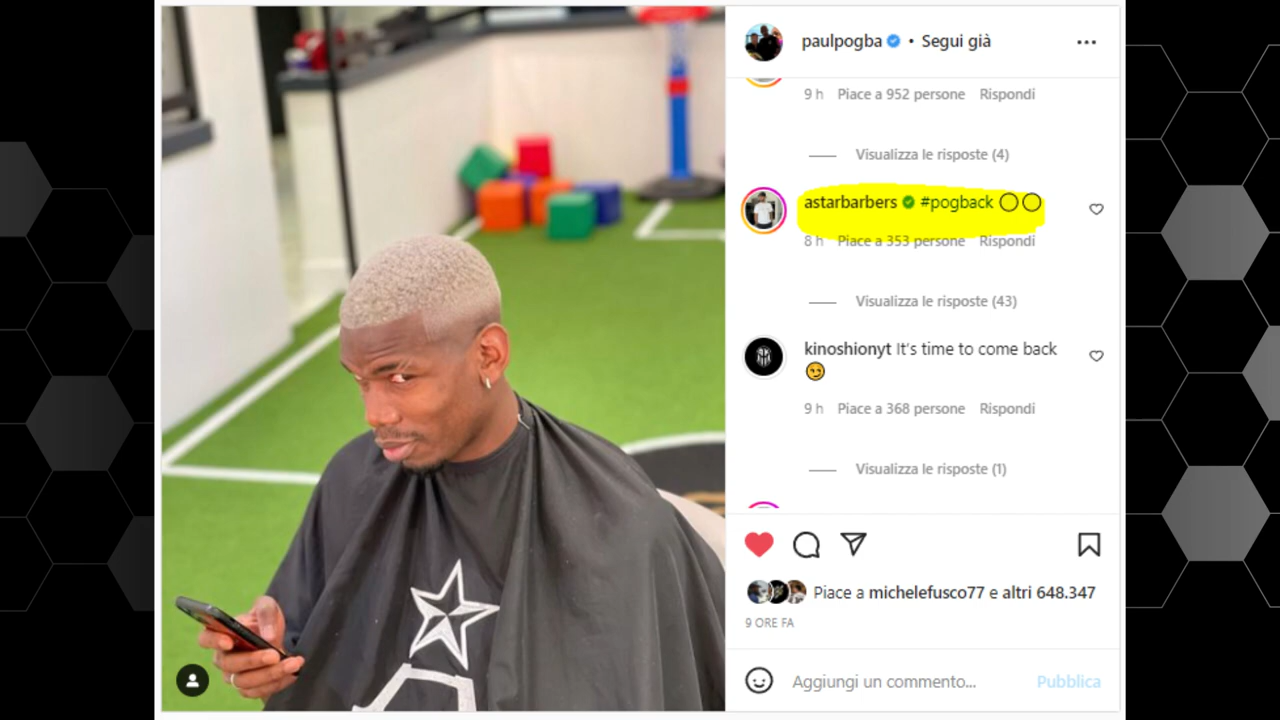 paulpogba • Segui già
9 h Piace a 952 persone Rispondi
Visualizza le risposte (4)
astarbarbers #pogback
8 h Piace a 353 persone Rispondi
Visualizza le risposte (43)
kinoshionyt It's time to come back
😏
9 h Piace a 368 persone Rispondi
Visualizza le risposte (1)
Piace a michelefusco77 e altri 648.347
9 ORE FA
Aggiungi un commento... Pubblica